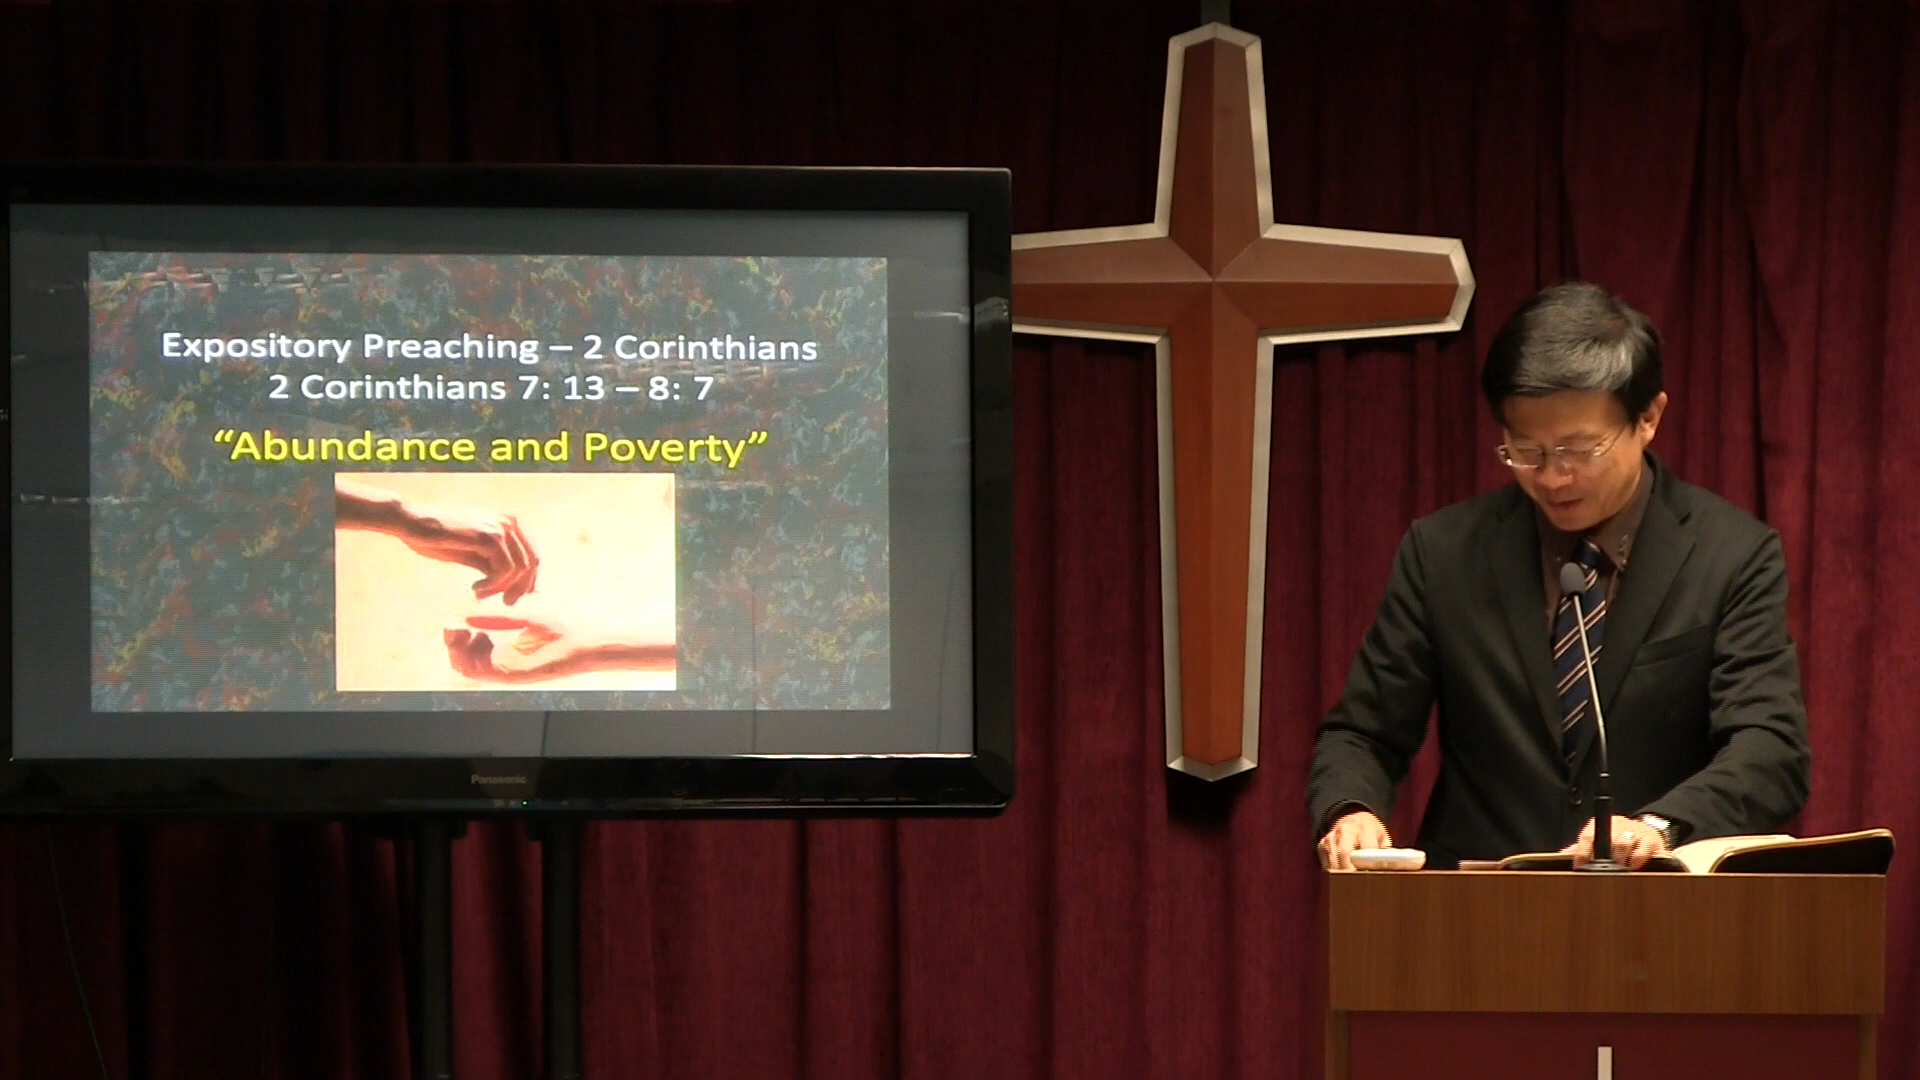 Expository Preaching – 2 Corinthians
2 Corinthians 7: 13 – 8: 7
“Abundance and Poverty”
Panasonic